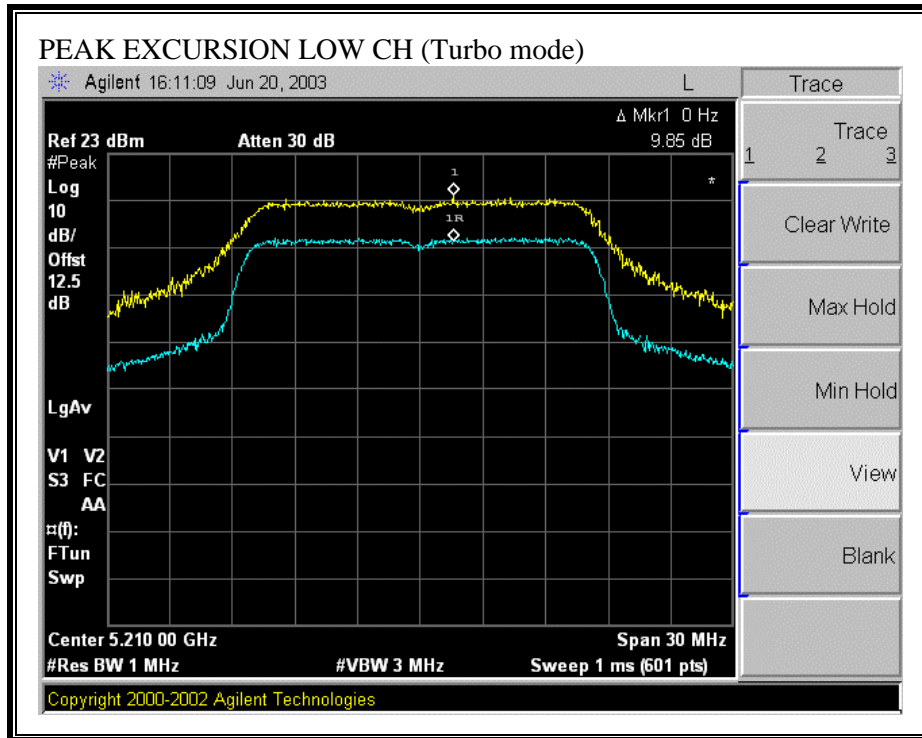 PEAK EXCURSION LOW CH (Turbo mode)
Agilent 16:11:09 Jun 20, 2003
L
Trace
Δ Mkr1 0 Hz
Ref 23 dBm
Atten 30 dB
9.85 dB
#Peak
Log
10
dB/
Offst
12.5
dB
1
1R
*
LgAv
V1 V2
S3 FC
AA
¤(f):
FTun
Swp
Center 5.210 00 GHz
Span 30 MHz
#Res BW 1 MHz
#VBW 3 MHz
Sweep 1 ms (601 pts)
Copyright 2000-2002 Agilent Technologies
Trace
1 2 3
Clear Write
Max Hold
Min Hold
View
Blank